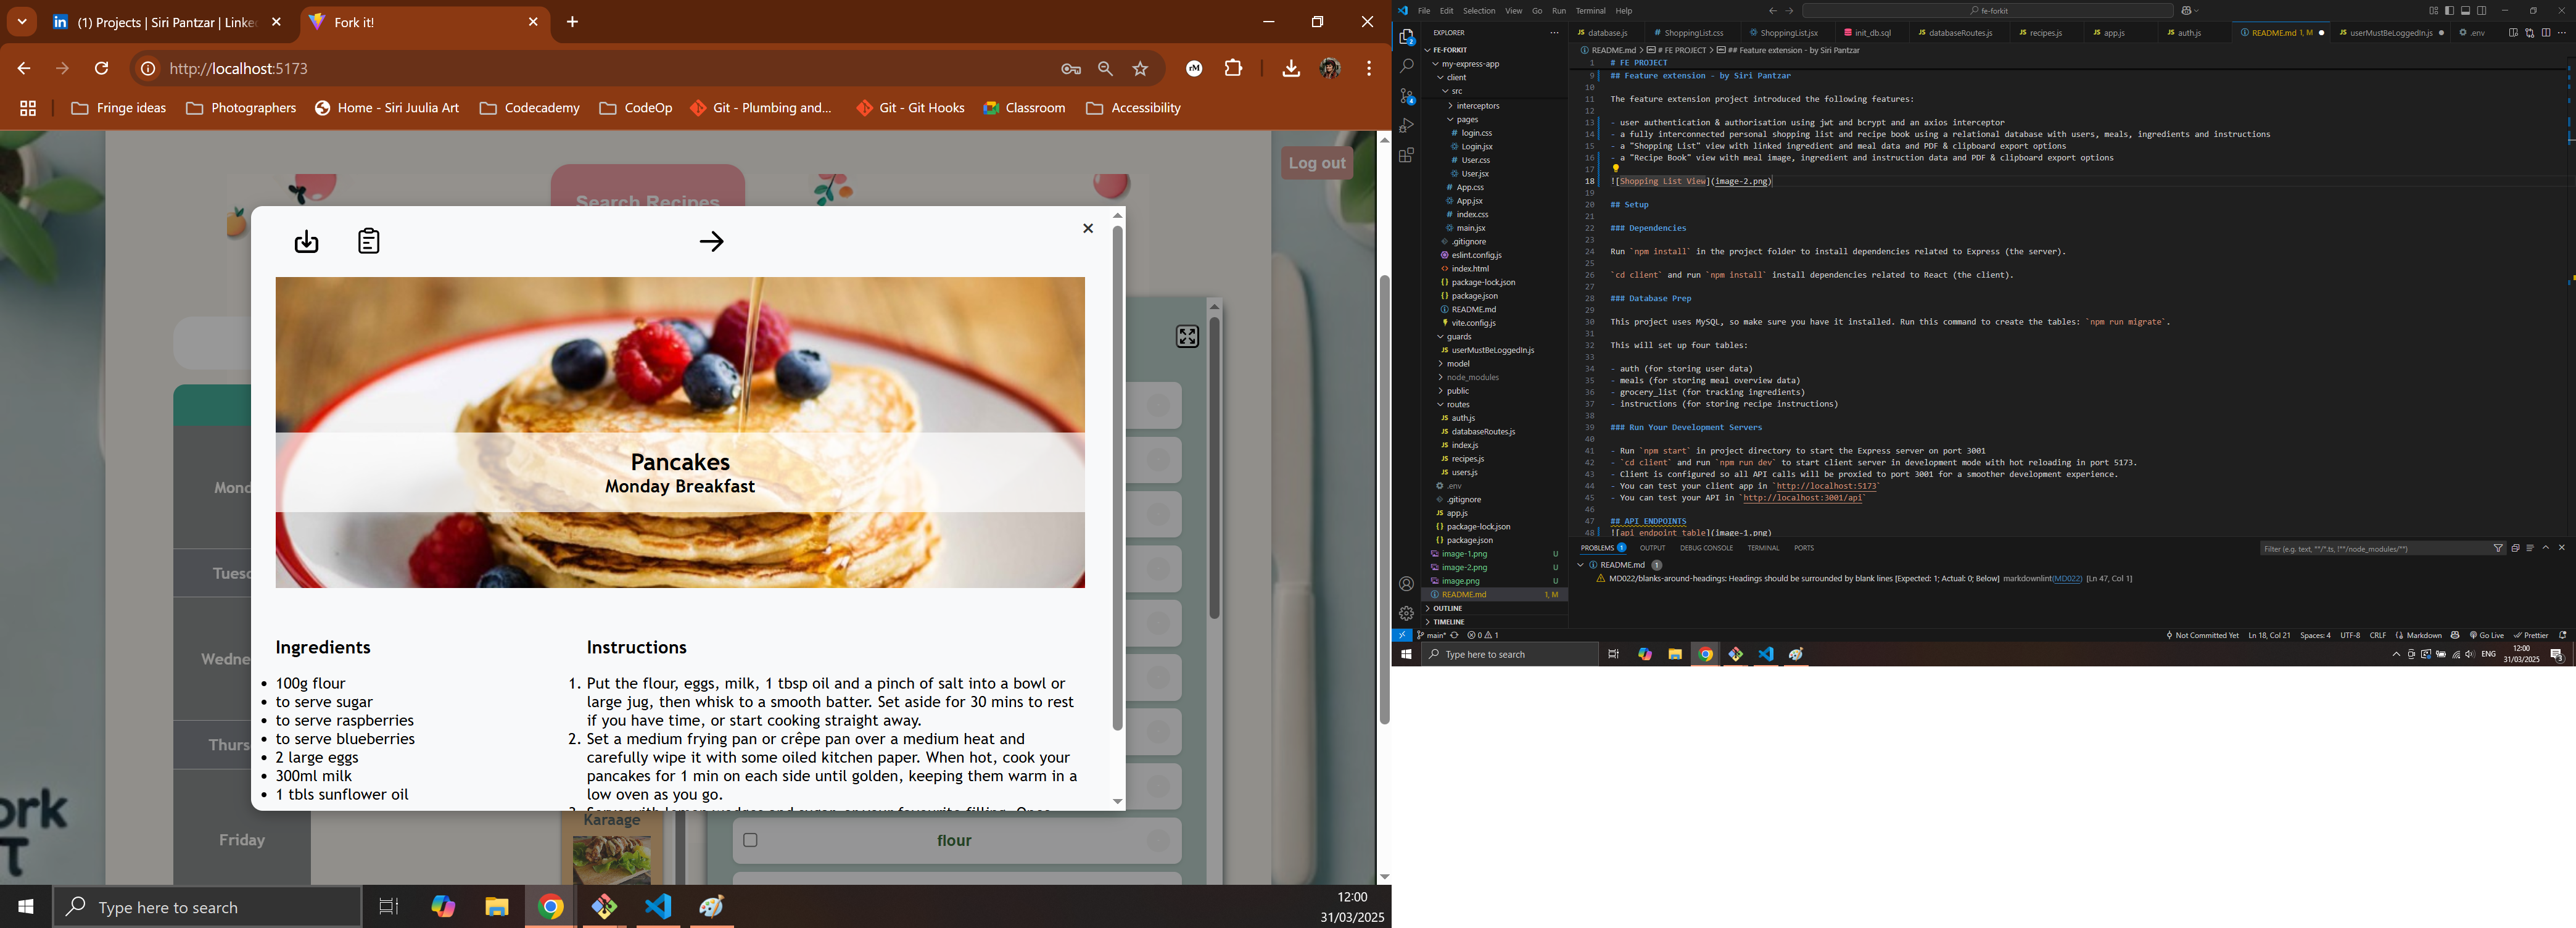 (1) Projects | Siri Pantzar | Linke
Fork it!
http://localhost:5173
Fringe ideas
Photographers
Home - Siri Juulia Art
Codecademy
CodeOp
Git - Plumbing and...
Git - Git Hooks
Classroom
Accessibility
Log out
Search Recipes
Pancakes
Monday Breakfast
Ingredients
100g flour
to serve sugar
to serve raspberries
to serve blueberries
2 large eggs
300ml milk
1 tbls sunflower oil
Instructions
1. Put the flour, eggs, milk, 1 tbsp oil and a pinch of salt into a bowl or
large jug, then whisk to a smooth batter. Set aside for 30 mins to rest
if you have time, or start cooking straight away.
2. Set a medium frying pan or crêpe pan over a medium heat and
carefully wipe it with some oiled kitchen paper. When hot, cook your
pancakes for 1 min on each side until golden, keeping them warm in a
low oven as you go.
Mond
Tuesc
Wedne
Thurs
Friday
ork
T
Karaage
flour
Type here to search
12:00
31/03/2025
File Edit Selection View Go Run Terminal Help
fe-forkit
EXPLORER
FE-FORKIT
my-express-app
client
src
interceptors
pages
login.css
Login.jsx
User.css
User.jsx
App.css
App.jsx
index.css
main.jsx
.gitignore
eslint.config.js
index.html
package-lock.json
package.json
README.md
vite.config.js
guards
userMustBeLoggedIn.js
model
node_modules
public
routes
auth.js
databaseRoutes.js
index.js
recipes.js
users.js
.env
.gitignore
app.js
package-lock.json
package.json
image-1.png U
image-2.png U
image.png U
README.md 1, M
OUTLINE
TIMELINE
database.js
ShoppingList.css
ShoppingList.jsx
init_db.sql
databaseRoutes.js
recipes.js
app.js
auth.js
README.md 1, M
userMustBeLoggedIn.js
.env
README.md > # FE PROJECT > ## Feature extension - by Siri Pantzar
1 # FE PROJECT
9 ## Feature extension - by Siri Pantzar
10
11 The feature extension project introduced the following features:
12
13 - user authentication & authorisation using jwt and bcrypt and an axios interceptor
14 - a fully interconnected personal shopping list and recipe book using a relational database with users, meals, ingredients and instructions
15 - a "Shopping List" view with linked ingredient and meal data and PDF & clipboard export options
16 - a "Recipe Book" view with meal image, ingredient and instruction data and PDF & clipboard export options
17
18 ![Shopping List View](image-2.png)
19
20 ## Setup
21
22 ### Dependencies
23
24 Run `npm install` in the project folder to install dependencies related to Express (the server).
25
26 `cd client` and run `npm install` install dependencies related to React (the client).
27
28 ### Database Prep
29
30 This project uses MySQL, so make sure you have it installed. Run this command to create the tables: `npm run migrate`.
31
32 This will set up four tables:
33
34 - auth (for storing user data)
35 - meals (for storing meal overview data)
36 - grocery_list (for tracking ingredients)
37 - instructions (for storing recipe instructions)
38
39 ### Run Your Development Servers
40
41 - Run `npm start` in project directory to start the Express server on port 3001
42 - `cd client` and run `npm run dev` to start client server in development mode with hot reloading in port 5173.
43 - Client is configured so all API calls will be proxied to port 3001 for a smoother development experience.
44 - You can test your client app in `http://localhost:5173`
45 - You can test your API in `http://localhost:3001/api`
46
47 ## API ENDPOINTS
48 ![api endpoint table](image-1.png)
PROBLEMS 1 OUTPUT DEBUG CONSOLE TERMINAL PORTS
Filter (e.g. text, **/*.ts, !**/node_modules/**)
README.md 1
MD022/blanks-around-headings: Headings should be surrounded by blank lines [Expected: 1; Actual: 0; Below] markdownlint(MD022) [Ln 47, Col 1]
main* 0 1
Not Committed Yet Ln 18, Col 21 Spaces: 4 UTF-8 CRLF Markdown Go Live Prettier
Type here to search
ENG
12:00
31/03/2025